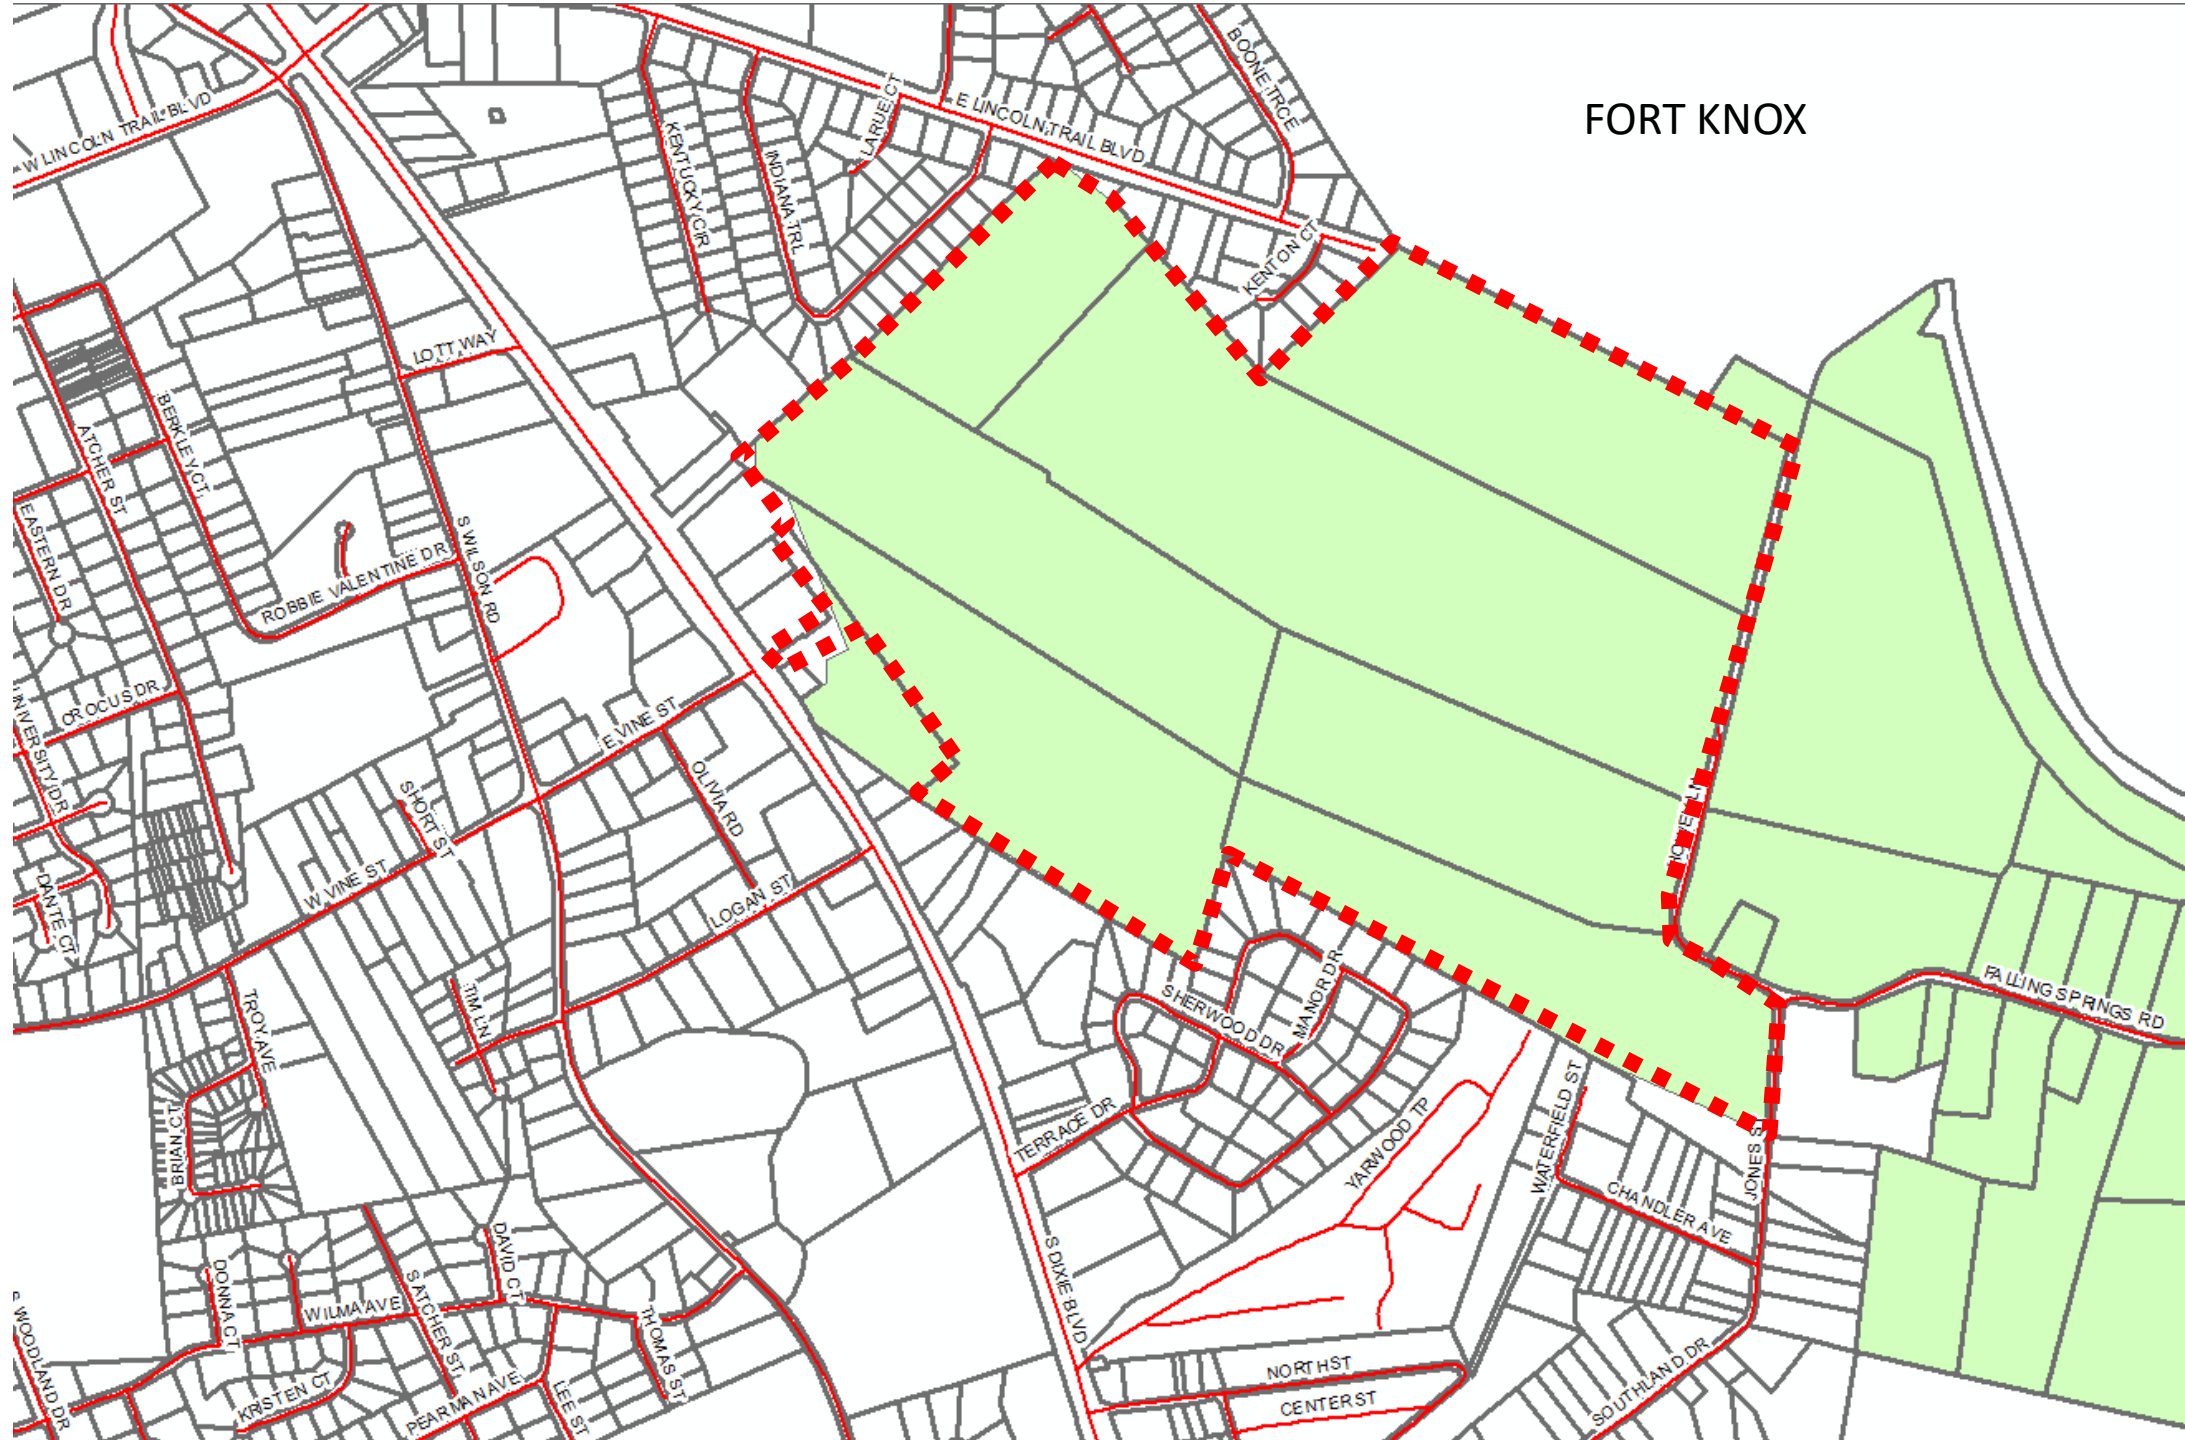 BOONE TRCE
FORT KNOX
W LINCOLN TRAIL BLVD
LARUE CT
E LINCOLN TRAIL BLVD
KENTUCKY CIR
INDIANA TRL
KENTON CT
LOTT WAY
BERKLEY CT
ATCHER ST
EASTERN DR
S WILSON RD
ROBBIE VALENTINE DR
CROCUS DR
UNIVERSITY DR
E VINE ST
OLIVIA RD
SHORT ST
DANTE CT
W VINE ST
LOGAN ST
TIM LN
TROY AVE
BRIAN CT
SHERWOOD DR
MANOR DR
FALLING SPRINGS RD
TERRACE DR
YARWOOD TP
WATERFIELD ST
JONES S
CHANDLER AVE
S DIXIE BLVD
DONNA CT
DAVID CT
WILMA AVE
S ATCHER ST
THOMAS ST
WOODLAND DR
KRISTEN CT
PEARMAN AVE
LEE ST
NORTH ST
CENTER ST
SOUTHLAND DR